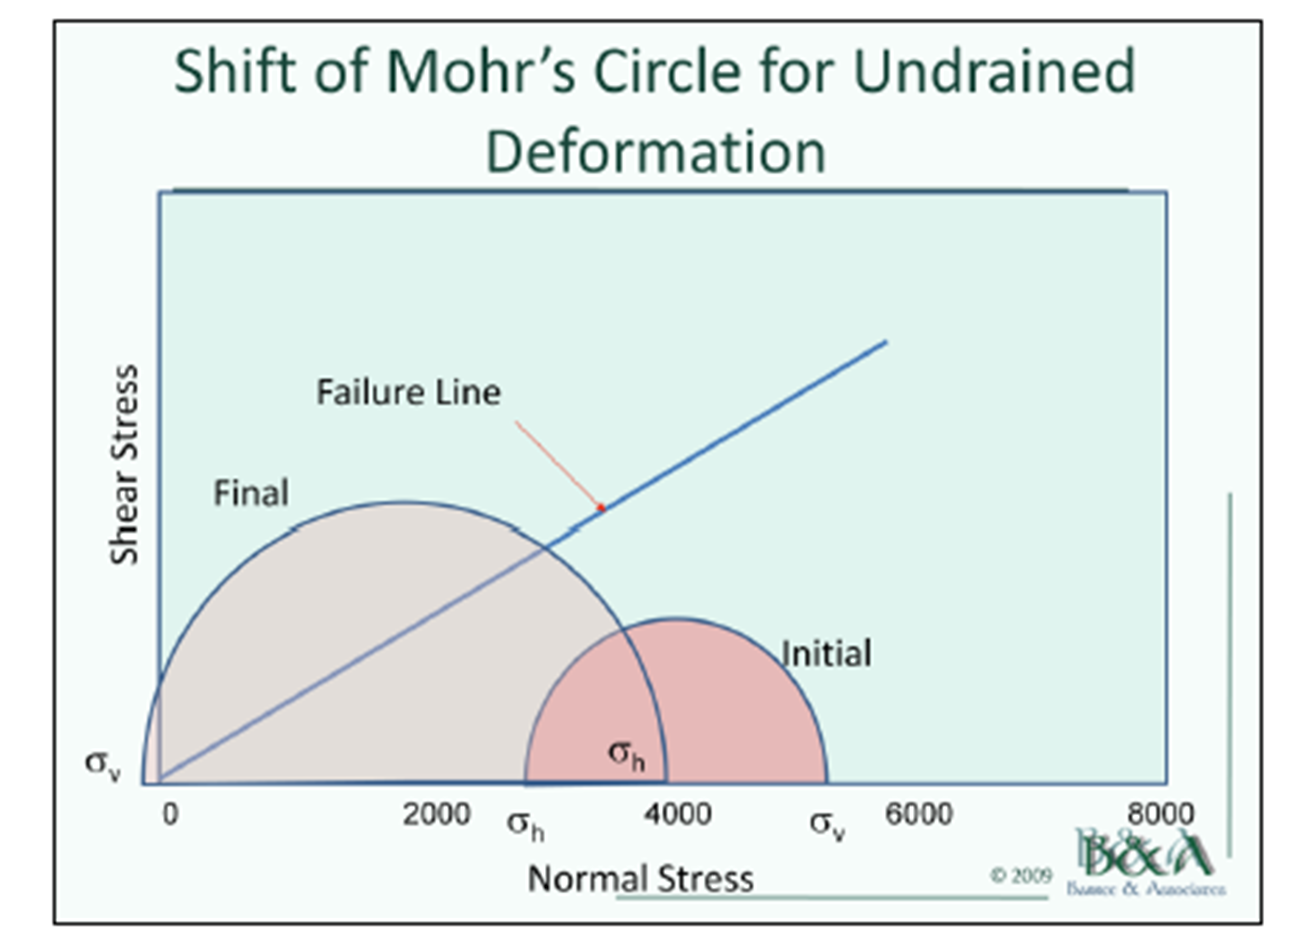 Shift of Mohr's Circle for Undrained
Deformation
Shear Stress
Failure Line
Final
Initial
σv
σh
0
2000
σh
4000
σv
6000
8000
Normal Stress
© 2009
B&A
& Associates